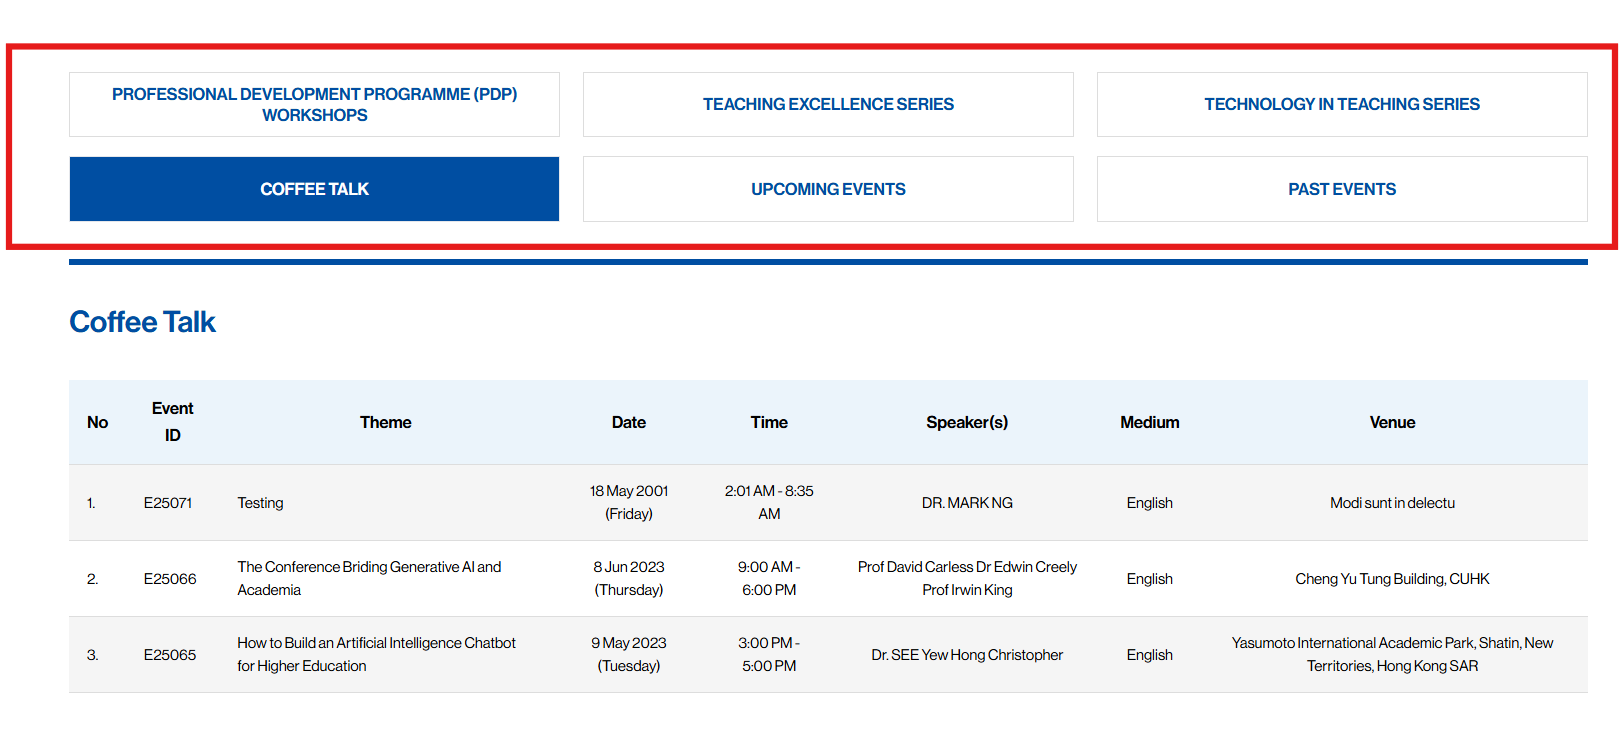 PROFESSIONAL DEVELOPMENT PROGRAMME (PDP)
WORKSHOPS
TEACHING EXCELLENCE SERIES
TECHNOLOGY IN TEACHING SERIES
COFFEE TALK
UPCOMING EVENTS
PAST EVENTS
Coffee Talk
No
Event
ID
Theme
Date
Time
Speaker(s)
Medium
Venue
1.
E25071
Testing
18 May 2001
(Friday)
2:01 AM - 8:35
AM
DR. MARK NG
English
Modi sunt in delectu
2.
E25066
The Conference Briding Generative AI and
Academia
8 Jun 2023
(Thursday)
9:00 AM -
6:00 PM
Prof David Carless Dr Edwin Creely
Prof Irwin King
English
Cheng Yu Tung Building, CUHK
3.
E25065
How to Build an Artificial Intelligence Chatbot
for Higher Education
9 May 2023
(Tuesday)
3:00 PM -
5:00 PM
Dr. SEE Yew Hong Christopher
English
Yasumoto International Academic Park, Shatin, New
Territories, Hong Kong SAR